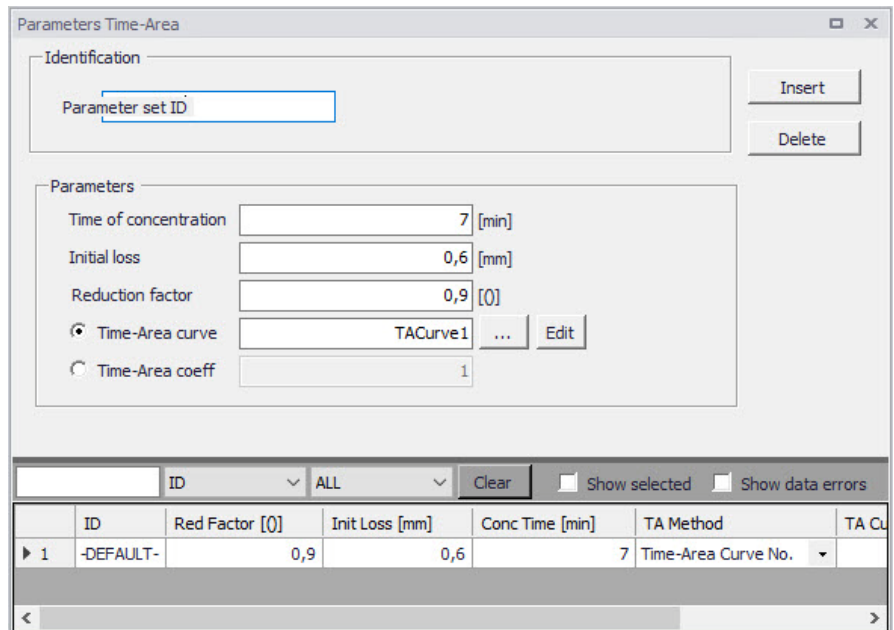 Parameters Time-Area
Identification
Parameter set ID
Insert
Delete
Parameters
Time of concentration 7 [min]
Initial loss 0,6 [mm]
Reduction factor 0,9 [()]
Time-Area curve TACurve1 ... Edit
Time-Area coeff 1
ID ALL Clear Show selected Show data errors
ID Red Factor [()] Init Loss [mm] Conc Time [min] TA Method TA Cu
1 -DEFAULT- 0,9 0,6 7 Time-Area Curve No.